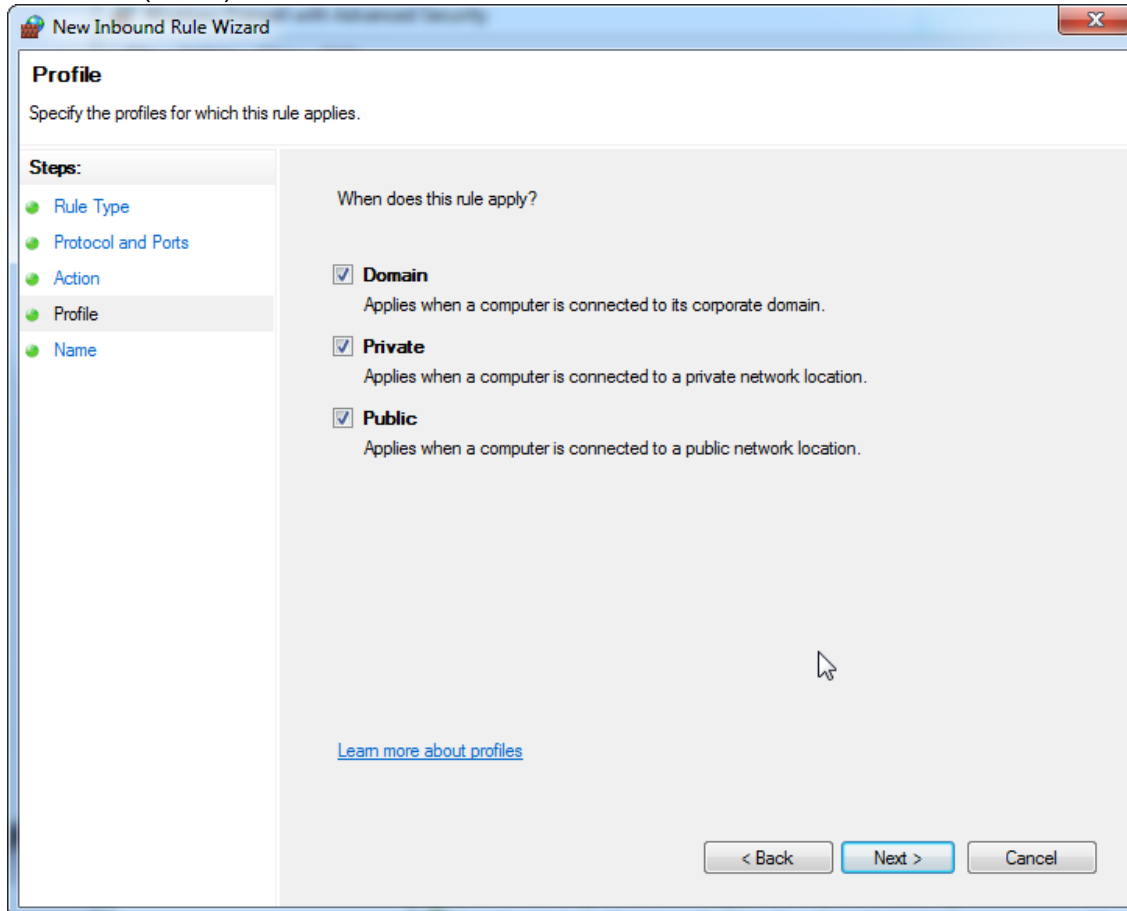 New Inbound Rule Wizard
Profile
Specify the profiles for which this rule applies.
Steps:
Rule Type
Protocol and Ports
Action
Profile
Name
When does this rule apply?
Domain
Applies when a computer is connected to its corporate domain.
Private
Applies when a computer is connected to a private network location.
Public
Applies when a computer is connected to a public network location.
Learn more about profiles
< Back
Next >
Cancel